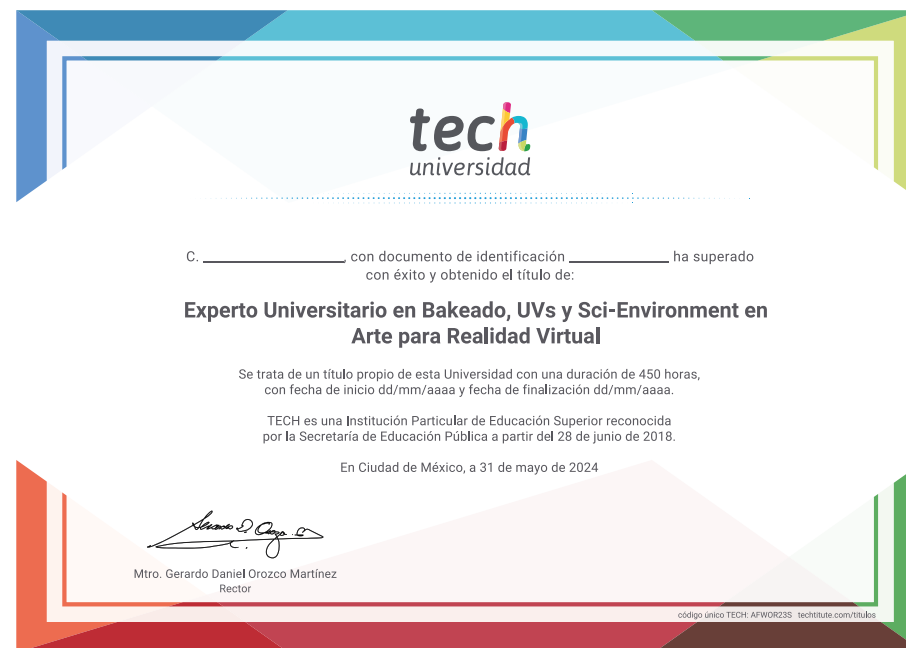 tech
universidad
C. ____________, con documento de identificación ____________ ha superado
con éxito y obtenido el título de:
Experto Universitario en Bakeado, UVs y Sci-Environment en
Arte para Realidad Virtual
Se trata de un título propio de esta Universidad con una duración de 450 horas,
con fecha de inicio dd/mm/aaaa y fecha de finalización dd/mm/aaaa.
TECH es una Institución Particular de Educación Superior reconocida
por la Secretaría de Educación Pública a partir del 28 de junio de 2018.
En Ciudad de México, a 31 de mayo de 2024
Mtro. Gerardo Daniel Orozco Martínez
Rector
código único TECH: AFWOR23S techtitute.com/titulos